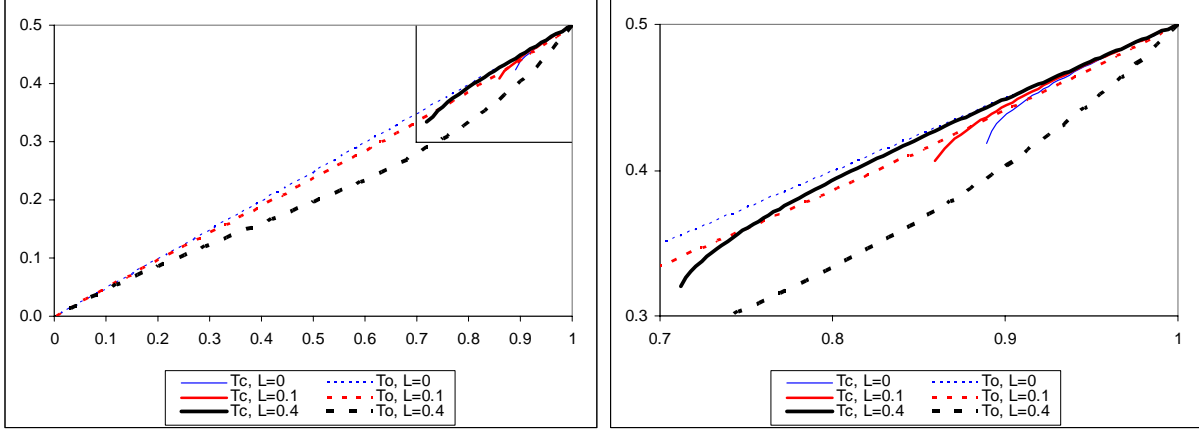 0.5
0.4
0.3
0.2
0.1
0.0
0 0.1 0.2 0.3 0.4 0.5 0.6 0.7 0.8 0.9 1
Tc, L=0 To, L=0
Tc, L=0.1 To, L=0.1
Tc, L=0.4 To, L=0.4
0.5
0.4
0.3
0.7 0.8 0.9 1
Tc, L=0 To, L=0
Tc, L=0.1 To, L=0.1
Tc, L=0.4 To, L=0.4